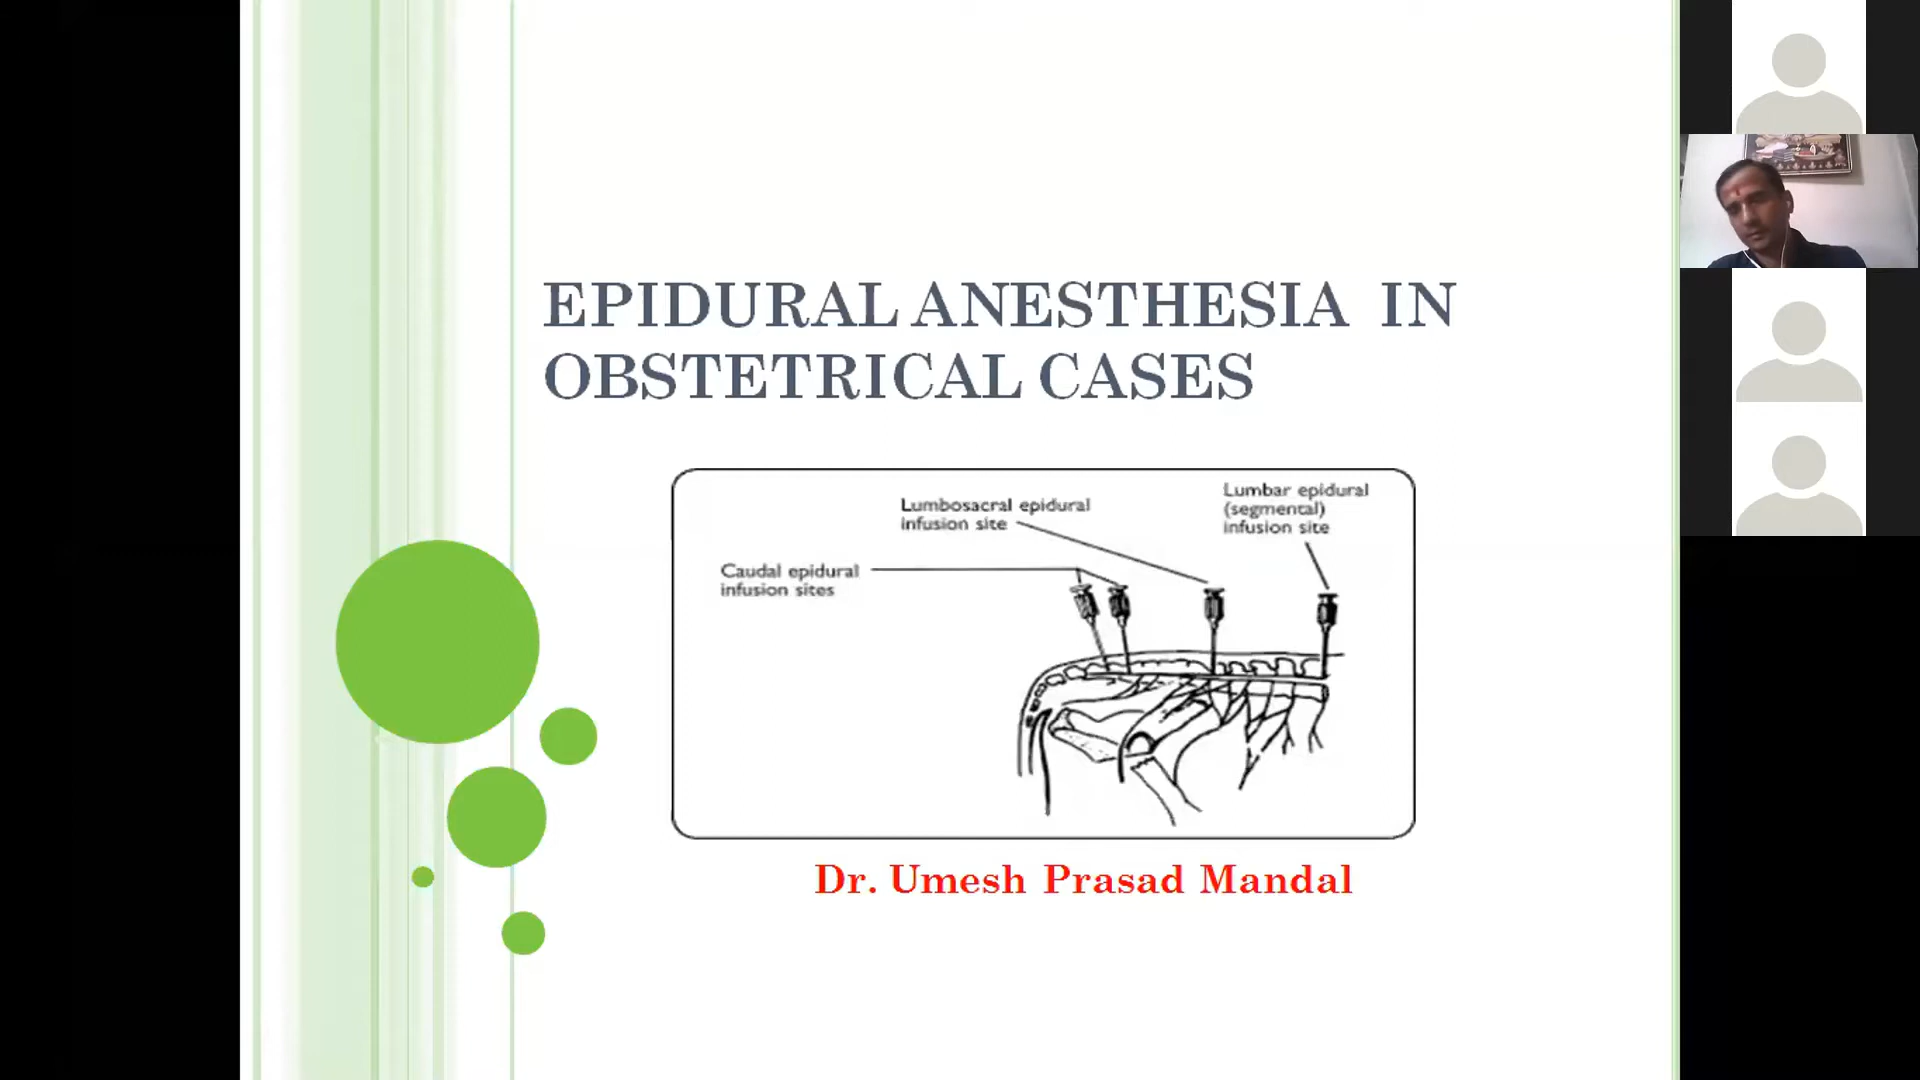 EPIDURAL ANESTHESIA IN
OBSTETRICAL CASES
Lumbosacral epidural
infusion site
Lumbar epidural
(segmental)
infusion site
Caudal epidural
infusion sites
Dr. Umesh Prasad Mandal